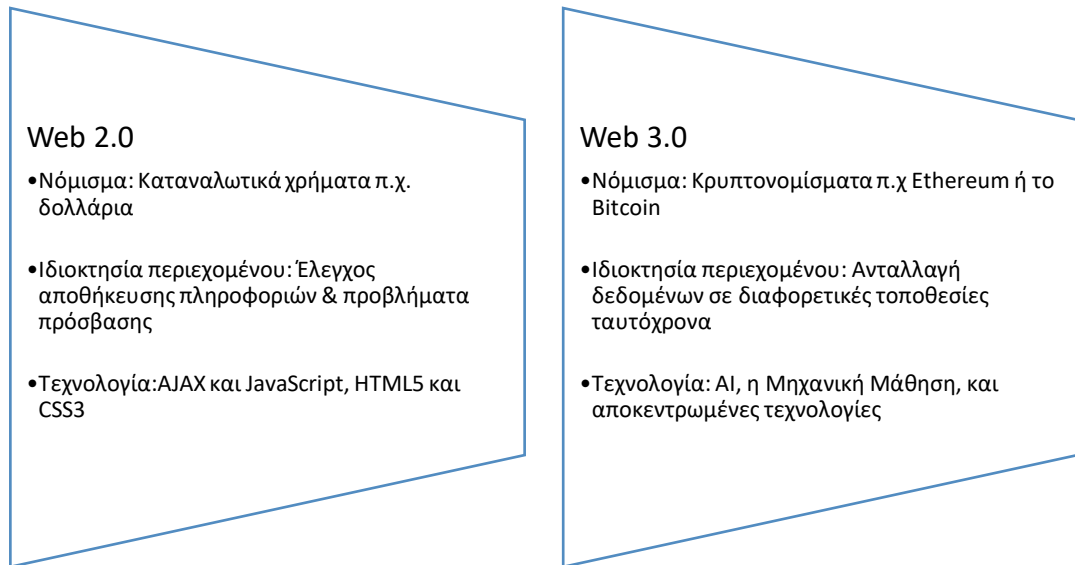 Web 2.0
•Νόμισμα: Καταναλωτικά χρήματα π.χ.
δολλάρια
•Ιδιοκτησία περιεχομένου: Έλεγχος
αποθήκευσης πληροφοριών & προβλήματα
πρόσβασης
•Τεχνολογία:AJAX και JavaScript, HTML5 και
CSS3
Web 3.0
•Νόμισμα: Κρυπτονομίσματα π.χ Ethereum ή το
Bitcoin
•Ιδιοκτησία περιεχομένου: Ανταλλαγή
δεδομένων σε διαφορετικές τοποθεσίες
ταυτόχρονα
•Τεχνολογία: AI, η Μηχανική Μάθηση, και
αποκεντρωμένες τεχνολογίες